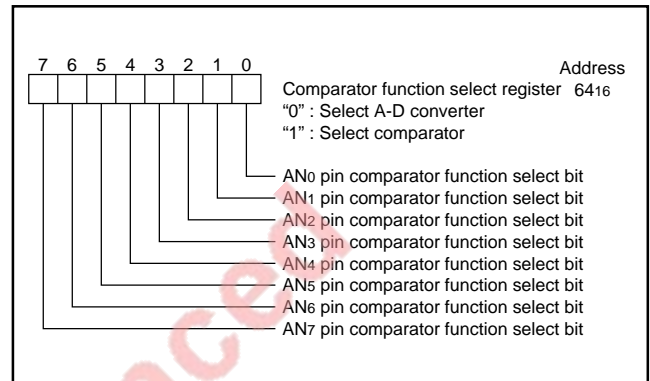 7 6 5 4 3 2 1 0
Address
Comparator function select register 6416
“0” : Select A-D converter
“1” : Select comparator
AN0 pin comparator function select bit
AN1 pin comparator function select bit
AN2 pin comparator function select bit
AN3 pin comparator function select bit
AN4 pin comparator function select bit
AN5 pin comparator function select bit
AN6 pin comparator function select bit
AN7 pin comparator function select bit
nced